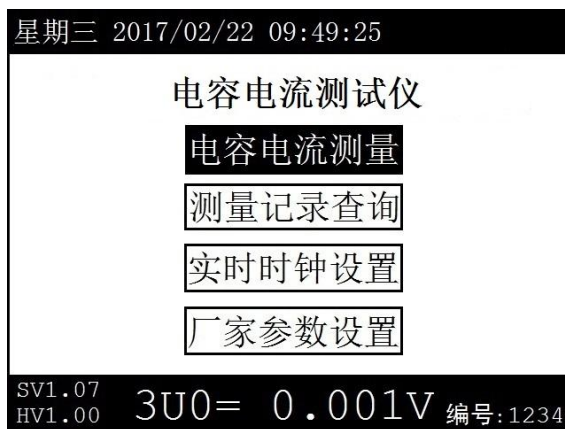 星期三 2017/02/22 09:49:25
电容电流测试仪
电容电流测量
测量记录查询
实时时钟设置
厂家参数设置
SV1.07
HV1.00
3U0= 0.001V
编号:1234